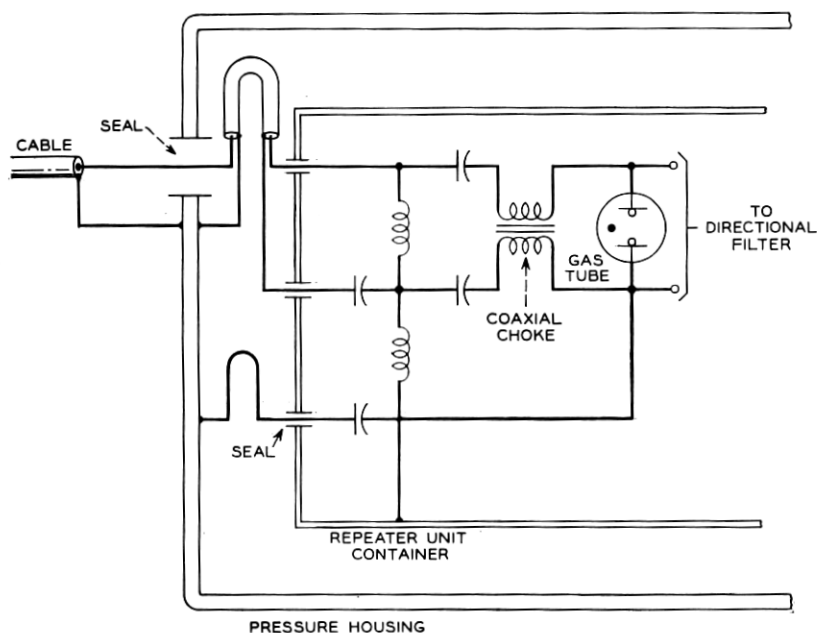 SEAL
CABLE
TO
DIRECTIONAL
FILTER
GAS
TUBE
COAXIAL
CHOKE
SEAL
REPEATER UNIT
CONTAINER
PRESSURE HOUSING